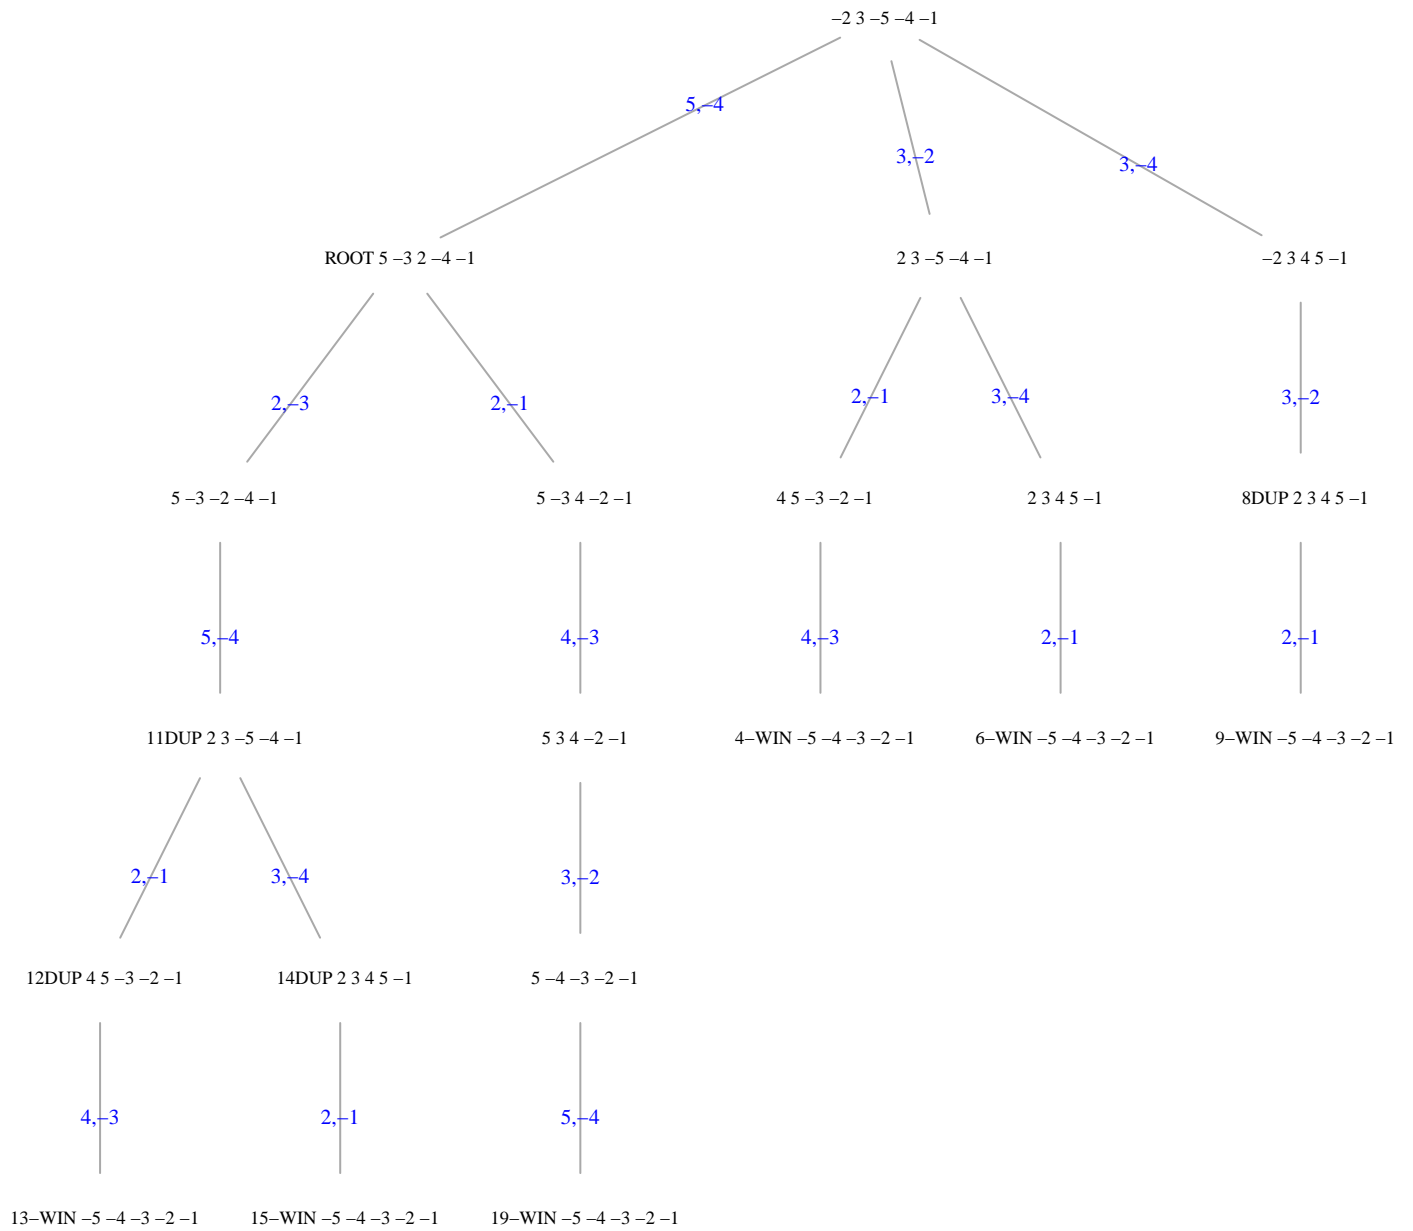 –2 3 –5 –4 –1
5,–4
3,–2
3,–4
ROOT 5 –3 2 –4 –1
2 3 –5 –4 –1
–2 3 4 5 –1
2,–3
2,–1
2,–1
3,–4
3,–2
5 –3 –2 –4 –1
5 –3 4 –2 –1
4 5 –3 –2 –1
2 3 4 5 –1
8DUP 2 3 4 5 –1
5,–4
4,–3
4,–3
2,–1
2,–1
11DUP 2 3 –5 –4 –1
5 3 4 –2 –1
4–WIN –5 –4 –3 –2 –1
6–WIN –5 –4 –3 –2 –1
9–WIN –5 –4 –3 –2 –1
2,–1
3,–4
3,–2
12DUP 4 5 –3 –2 –1
14DUP 2 3 4 5 –1
5 –4 –3 –2 –1
4,–3
2,–1
5,–4
13–WIN –5 –4 –3 –2 –1
15–WIN –5 –4 –3 –2 –1
19–WIN –5 –4 –3 –2 –1